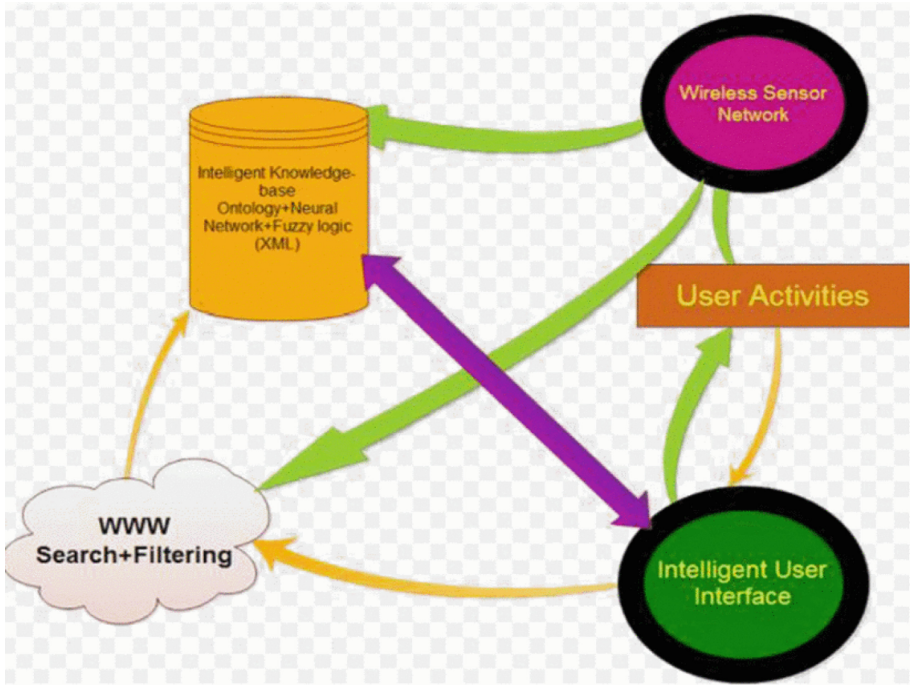 Wireless Sensor
Network
Intelligent Knowledge-
base
Ontology+Neural
Network+Fuzzy logic
(XML)
User Activities
WWW
Search+Filtering
Intelligent User
Interface